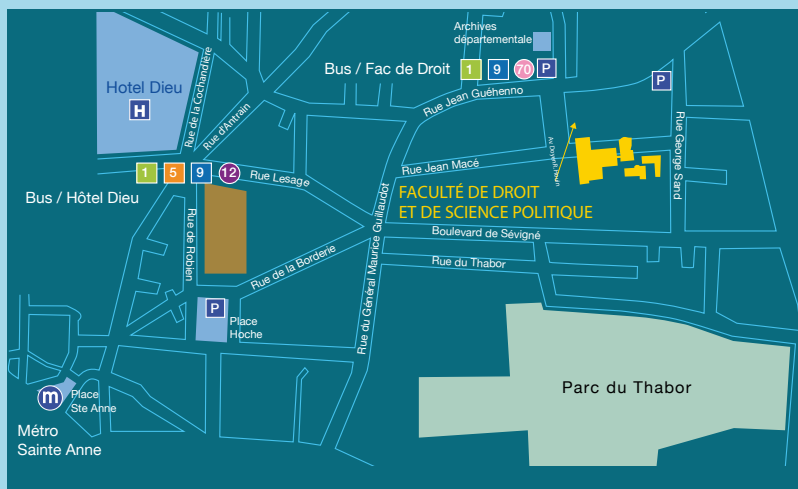 Archives
départementale
Bus / Fac de Droit 1 9 70 P
Hotel Dieu
H
Rue de la Cochardière
Rue d'Antrain
Rue Jean Guéhenno
P
Rue George Sand
Rue Jean Macé
1 5 9 12
Bus / Hôtel Dieu
Rue Lesage
FACULTÉ DE DROIT
ET DE SCIENCE POLITIQUE
Boulevard de Sévigné
Rue du Thabor
Rue de Robien
Rue de la Borderie
Rue du Général Maurice Guillaudot
P
Place
Hoche
Parc du Thabor
m
Place
Ste Anne
Métro
Sainte Anne